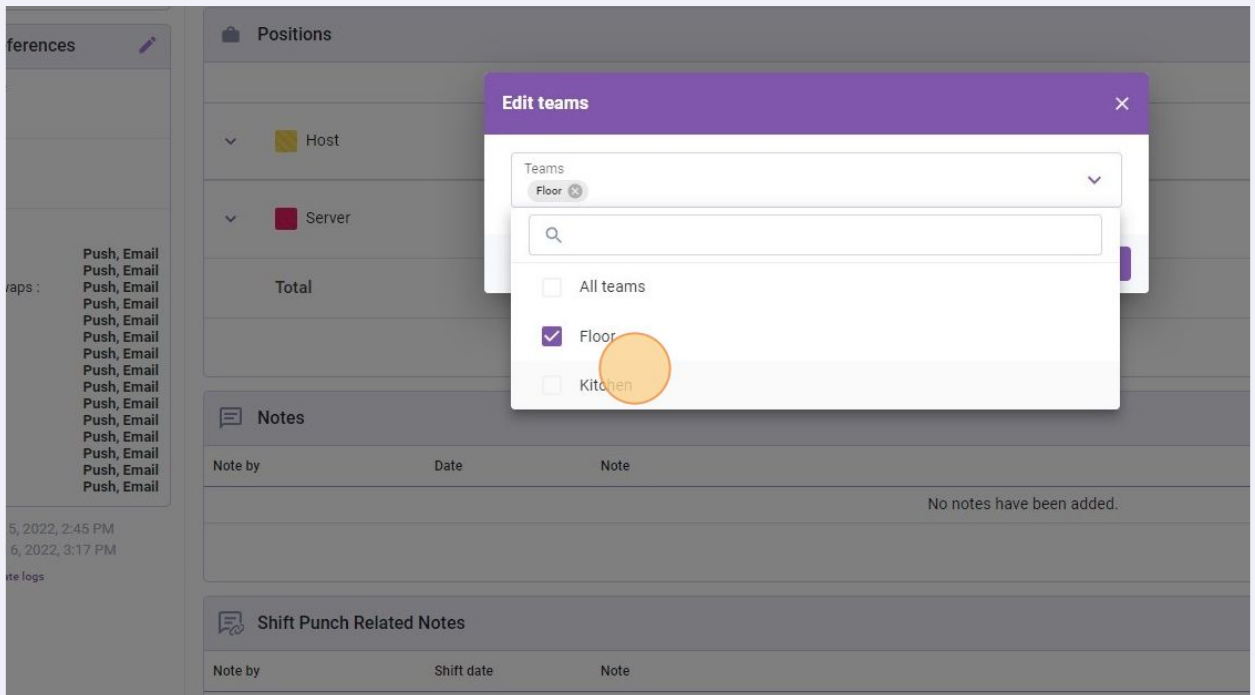 ferences
Positions
Edit teams
Host
Teams
Floor
Server
Push, Email
Push, Email
vaps : Push, Email
Push, Email
Push, Email
Push, Email
Push, Email
Push, Email
Push, Email
Push, Email
Push, Email
Push, Email
Push, Email
Push, Email
Push, Email
Total
All teams
Floor
Kitchen
Notes
Note by Date Note
No notes have been added.
5, 2022, 2:45 PM
6, 2022, 3:17 PM
ate logs
Shift Punch Related Notes
Note by Shift date Note